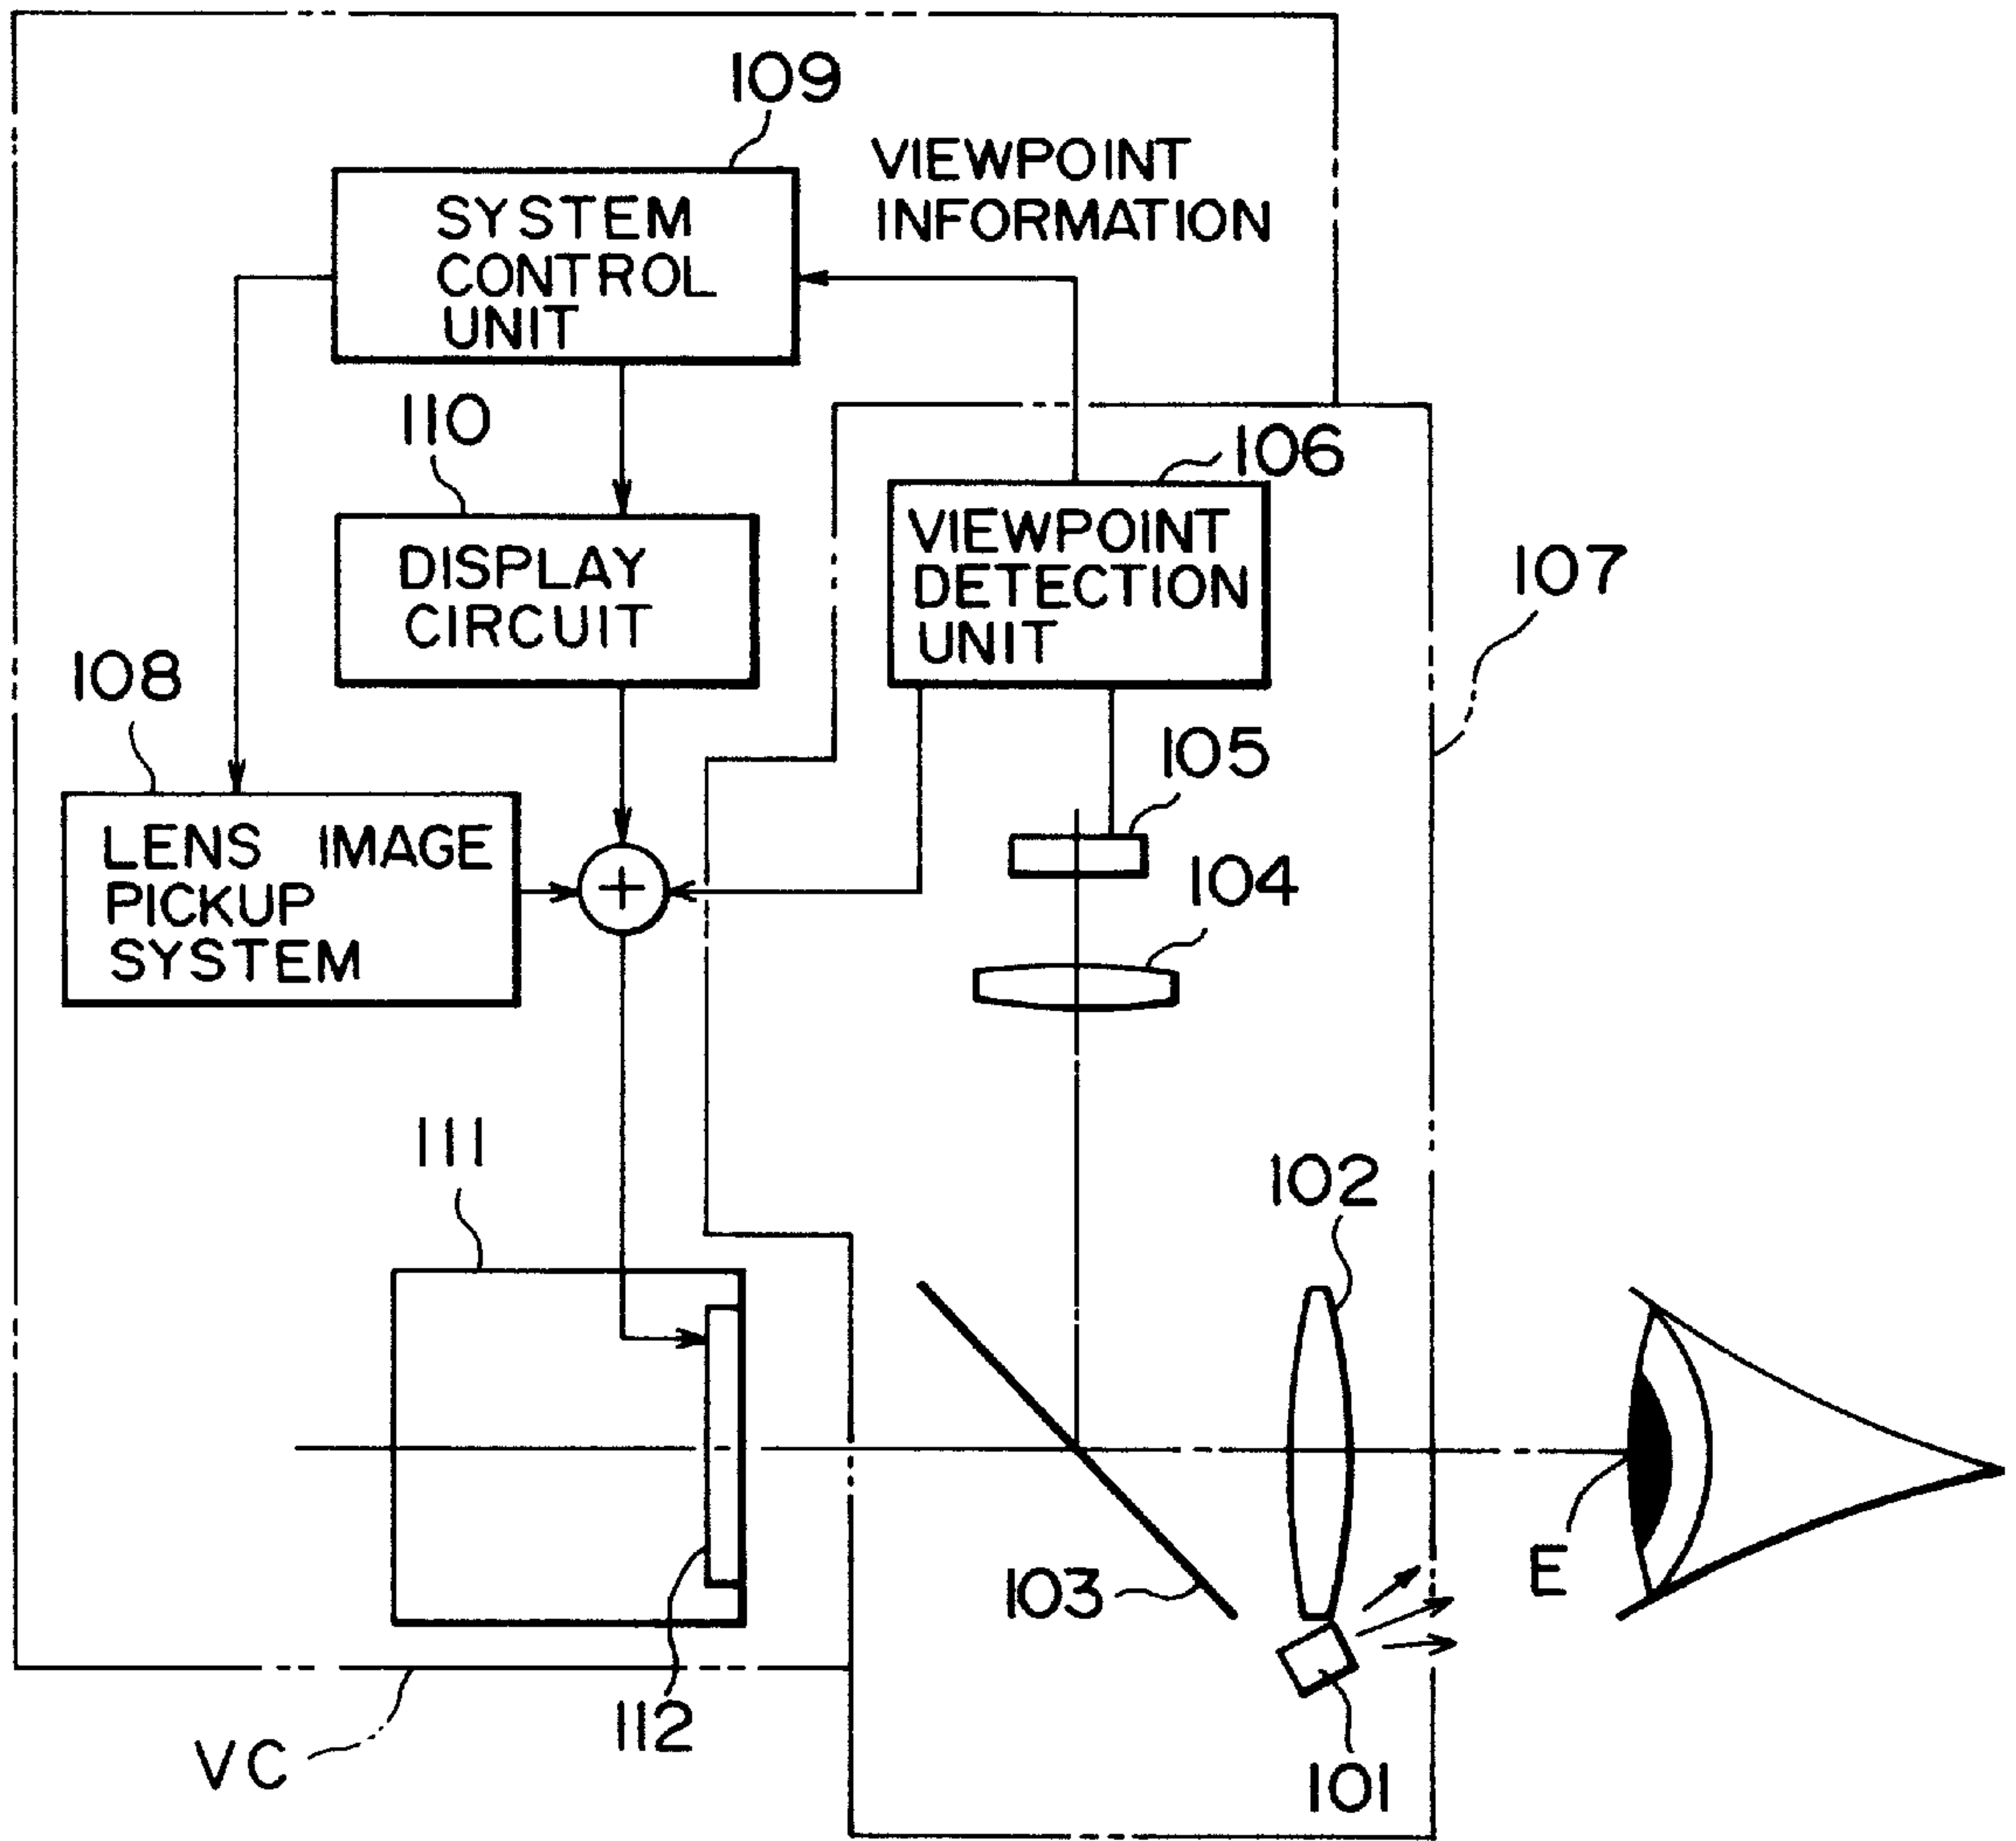 109
VIEWPOINT
INFORMATION
SYSTEM
CONTROL
UNIT
110
106
DISPLAY
CIRCUIT
VIEWPOINT
DETECTION
UNIT
107
108
105
LENS IMAGE
PICKUP
SYSTEM
+
104
111
102
103
E
112
VC
101